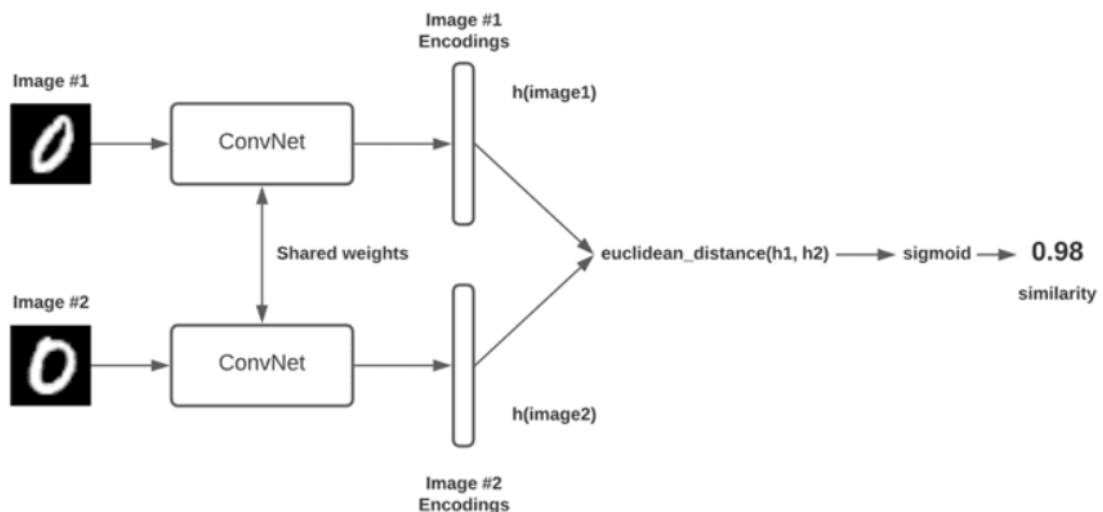 Image #1
Encodings
Image #1
h(image1)
ConvNet
Shared weights
euclidean_distance(h1, h2)
sigmoid
0.98
similarity
Image #2
ConvNet
h(image2)
Image #2
Encodings